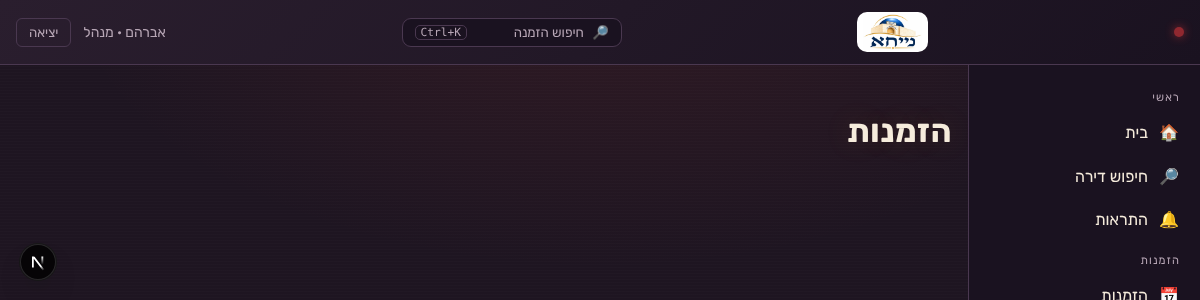 נייחא
חיפוש הזמנה Ctrl+K
אברהם • מנהל
יציאה
ראשי
בית
חיפוש דירה
התראות
הזמנות
הזמנות
הזמנות